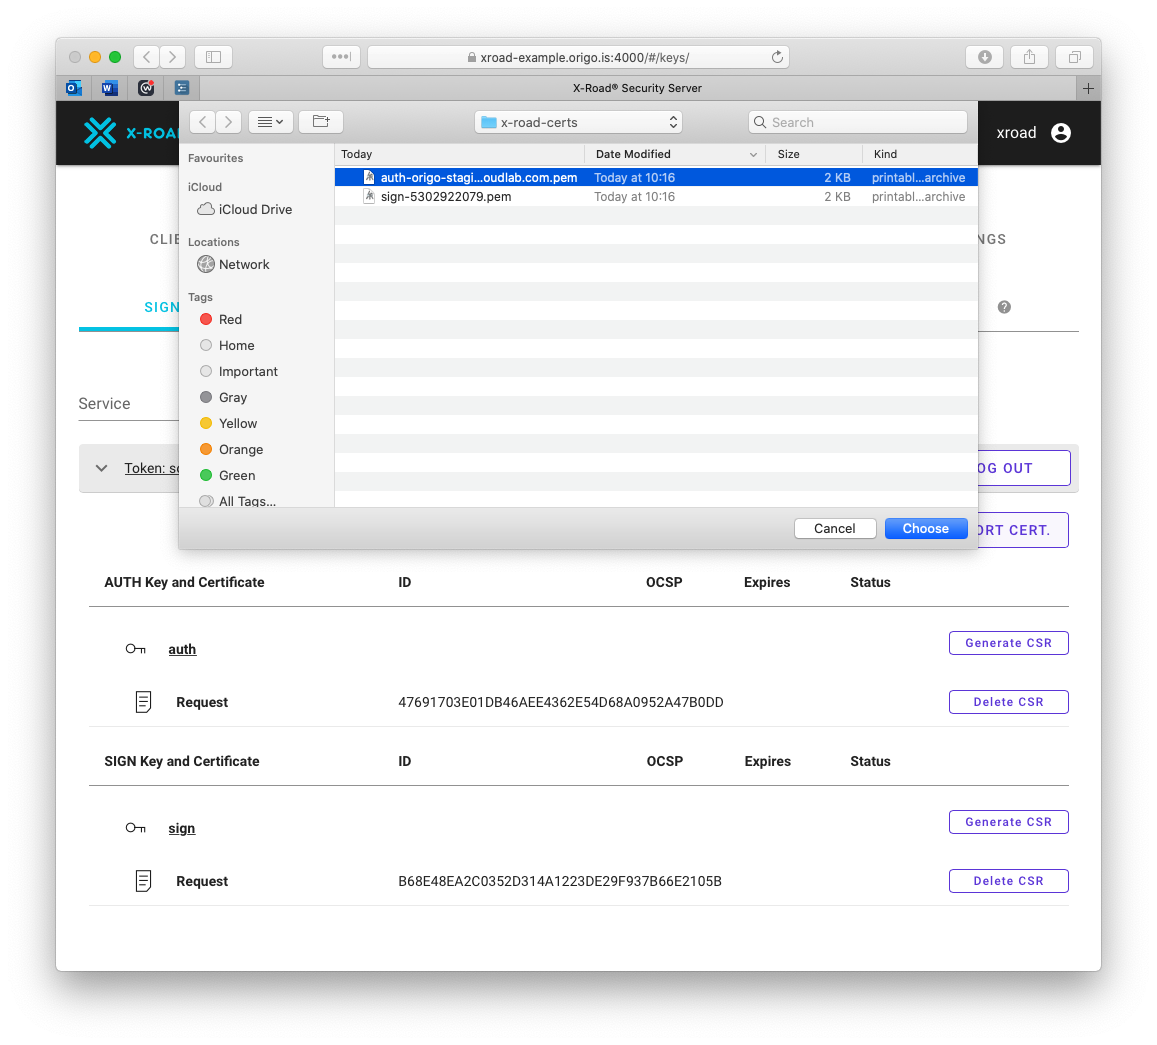 xroad-example.origo.is:4000/#/keys/
X-Road® Security Server
X-ROA
x-road-certs
Search
xroad
Favourites
iCloud
iCloud Drive
Locations
Network
Tags
Red
Home
Important
Gray
Yellow
Orange
Green
All Tags...
Today Date Modified Size Kind
auth-origo-stagi...oudlab.com.pem Today at 10:16 2 KB printabl...archive
sign-5302922079.pem Today at 10:16 2 KB printabl...archive
CLIE
NGS
SIGN
Service
Token: so
OG OUT
Cancel Choose
ORT CERT.
AUTH Key and Certificate ID OCSP Expires Status
auth Generate CSR
Request 47691703E01DB46AEE4362E54D68A0952A47B0DD Delete CSR
SIGN Key and Certificate ID OCSP Expires Status
sign Generate CSR
Request B68E48EA2C0352D314A1223DE29F937B66E2105B Delete CSR